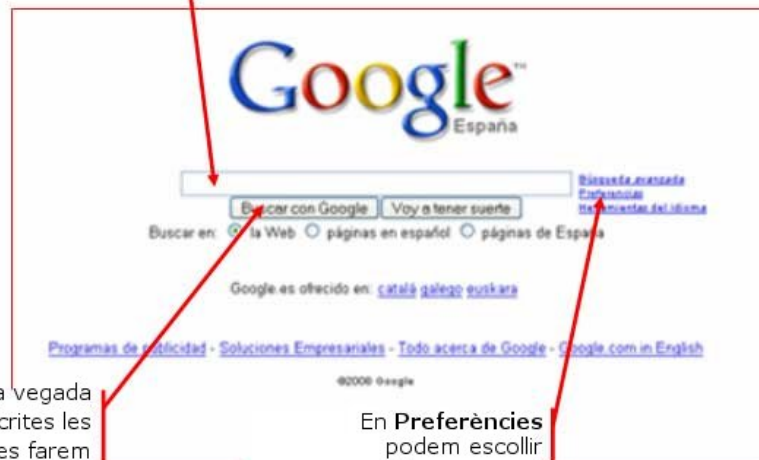 Google™
España
Búsqueda avanzada
Preferencias
Buscar con Google Voy a tener suerte
Herramientas del idioma
Buscar en: la Web páginas en español páginas de España
Google.es ofrecido en: català galego euskara
Programas de publicidad - Soluciones Empresariales - Todo acerca de Google - Google.com in English
©2008 Google
a vegada
crites les
es farem
En Preferències
podem escollir